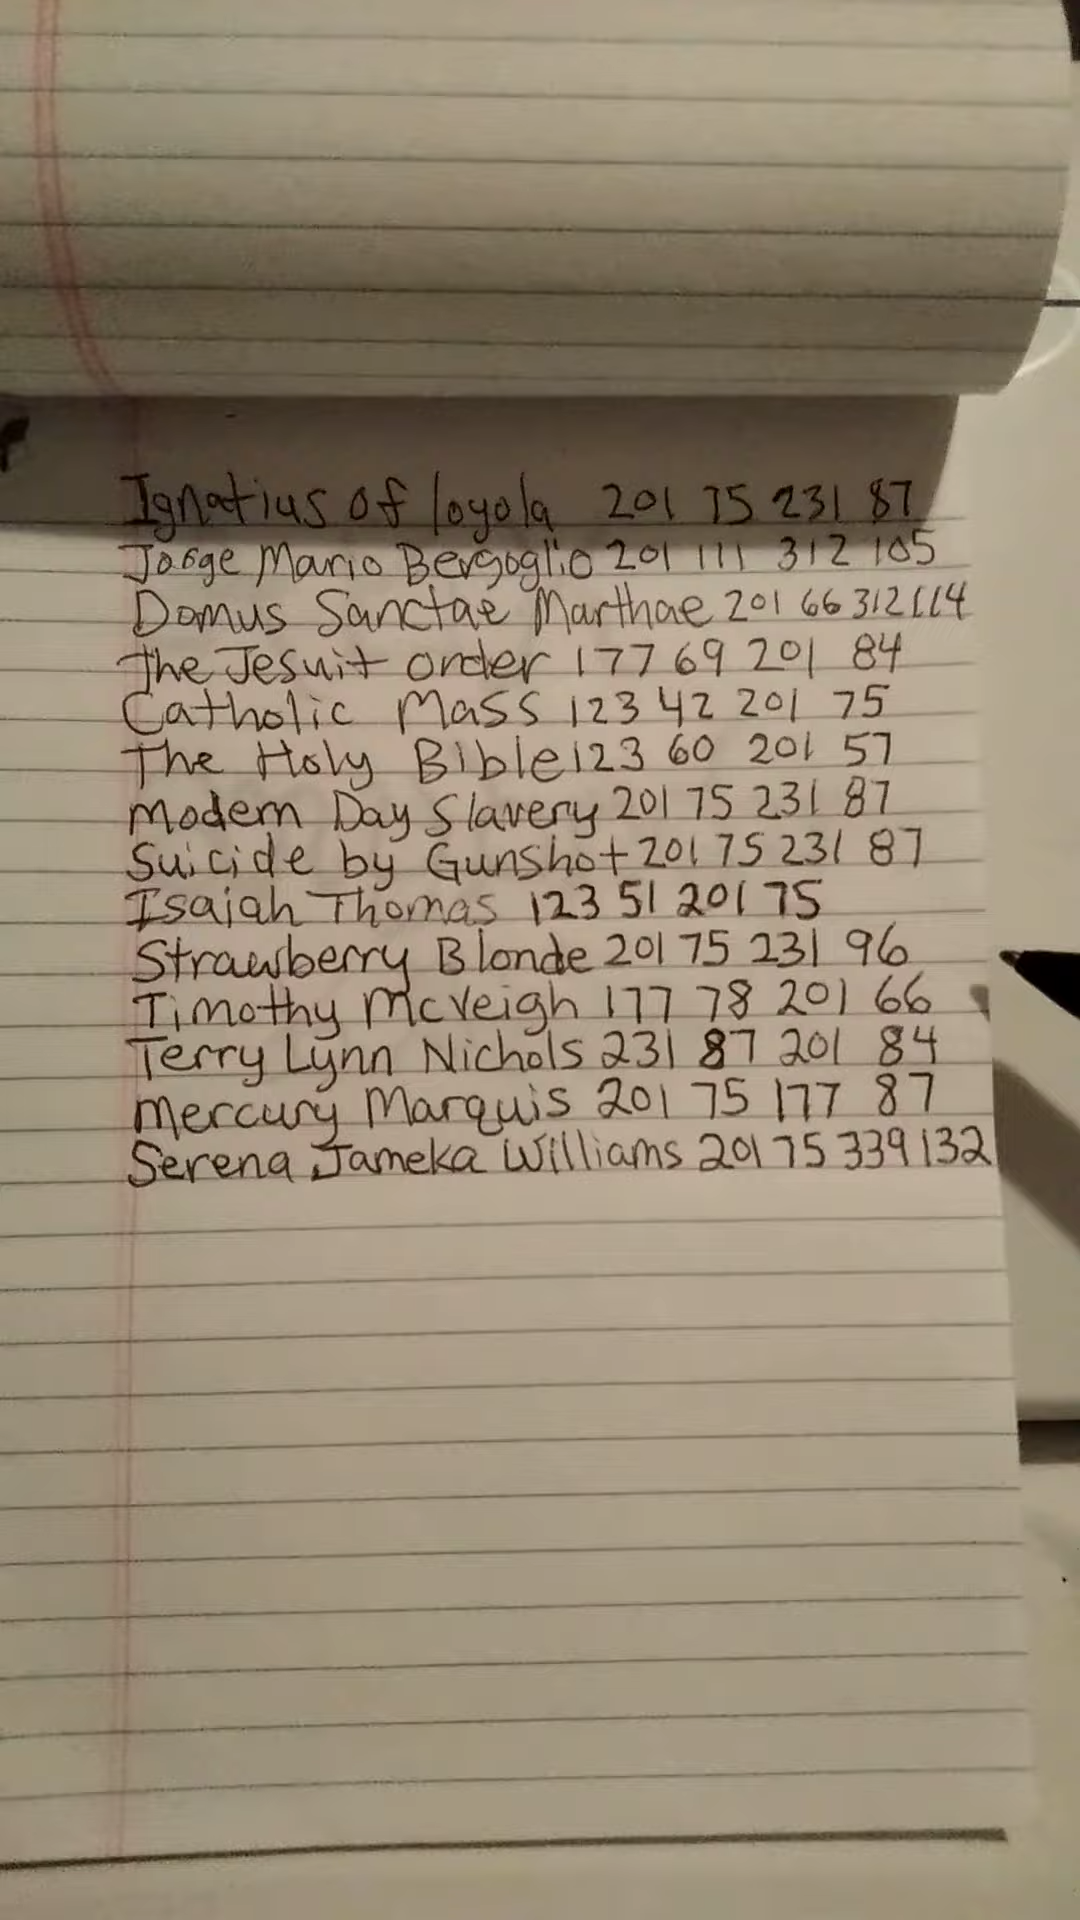 Ignatius of loyola 201 75 231 87
Jorge Mario Bergoglio 201 111 312 105
Domus Sanctae Marthae 201 66 312 114
The Jesuit order 177 69 201 84
Catholic Mass 123 42 201 75
The Holy Bible 123 60 201 57
Modern Day Slavery 201 75 231 87
Suicide by Gunshot 201 75 231 87
Isaiah Thomas 123 51 201 75
Strawberry Blonde 201 75 231 96
Timothy McVeigh 177 78 201 66
Terry Lynn Nichols 231 87 201 84
Mercury Marquis 201 75 177 87
Serena Jameka Williams 201 75 339 132